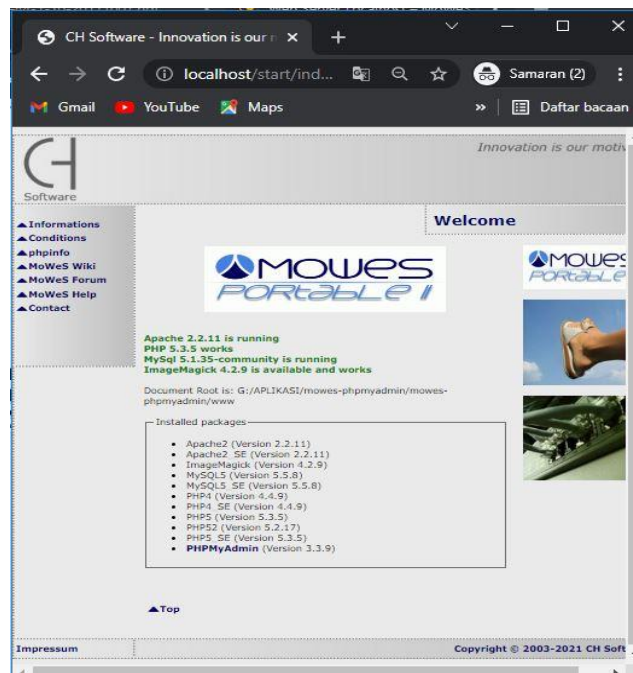 CH Software - Innovation is our m
localhost/start/ind...
Samaran (2)
Gmail
YouTube
Maps
»
Daftar bacaan
CH
Software
Innovation is our motiv
Welcome
Informations
Conditions
phpinfo
MoWeS Wiki
MoWeS Forum
MoWeS Help
Contact
MOWES
PORTABLE II
MOWES
PORTABLE
Apache 2.2.11 is running
PHP 5.3.5 works
MySql 5.1.35-community is running
ImageMagick 4.2.9 is available and works
Document Root is: G:/APLIKASI/mowes-phpmyadmin/mowes-
phpmyadmin/www
Installed packages
Apache2 (Version 2.2.11)
Apache2_SE (Version 2.2.11)
ImageMagick (Version 4.2.9)
MySQL5 (Version 5.5.8)
MySQL5_SE (Version 5.5.8)
PHP4 (Version 4.4.9)
PHP4_SE (Version 4.4.9)
PHP5 (Version 5.3.5)
PHP52 (Version 5.2.17)
PHP5_SE (Version 5.3.5)
PHPMyAdmin (Version 3.3.9)
Top
Impressum
Copyright © 2003-2021 CH Soft